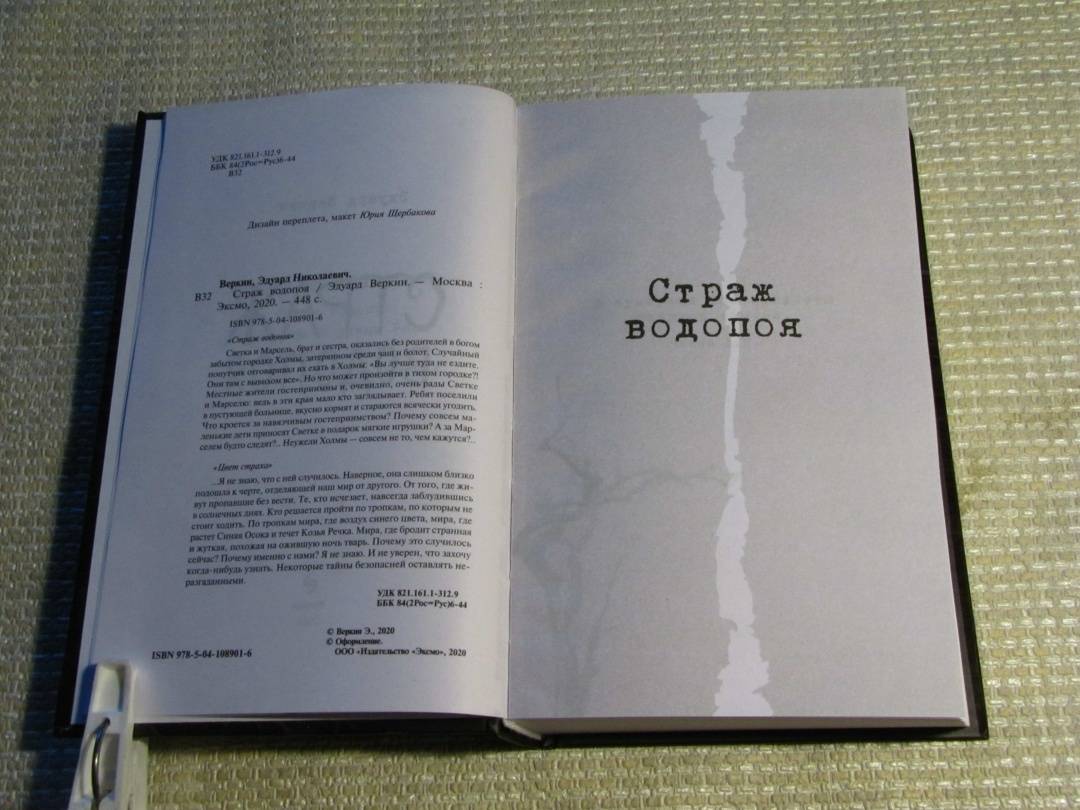 УДК 821.161.1-312.9
ББК 84(2Рос=Рус)6-44
В32
Дизайн переплета, макет Юрия Щербакова
Веркин, Эдуард Николаевич.
В32 Страж водопоя / Эдуард Веркин. — Москва :
Эксмо, 2020. — 448 с.
ISBN 978-5-04-108901-6
«Страж водопоя»
Светка и Марсель, брат и сестра, оказались без родителей в богом
забытом городке Холмы, затерянном среди чащ и болот. Случайный
попутчик отговаривал их ехать в Холмы: «Вы лучше туда не ездите.
Они там с вывихом все». Но что может произойти в тихом городке?!
Местные жители гостеприимны и, очевидно, очень рады Светке
и Марселю: ведь в эти края мало кто заглядывает. Ребят поселили
в пустующей больнице, вкусно кормят и стараются всячески угодить.
Что кроется за навязчивым гостеприимством? Почему совсем ма-
ленькие дети приносят Светке в подарок мягкие игрушки? А за Мар-
селем будто следят?.. Неужели Холмы — совсем не то, чем кажутся?..
«Цвет страха»
...Я не знаю, что с ней случилось. Наверное, она слишком близко
подошла к черте, отделяющей наш мир от другого. От того, где жи-
вут пропавшие без вести. Те, кто исчезает, навсегда заблудившись
в солнечных днях. Кто решается пройти по тропкам, по которым не
стоит ходить. По тропкам мира, где воздух синего цвета, мира, где
растет Синяя Осока и течет Козья Речка. Мира, где бродит странная
и жуткая, похожая на ожившую ночь тварь. Почему это случилось
сейчас? Почему именно с нами? Я не знаю. И не уверен, что захочу
когда-нибудь узнать. Некоторые тайны безопасней оставлять не-
разгаданными.
УДК 821.161.1-312.9
ББК 84(2Рос=Рус)6-44
© Веркин Э., 2020
© Оформление.
ISBN 978-5-04-108901-6 ООО «Издательство «Эксмо», 2020
Страж
водопоя